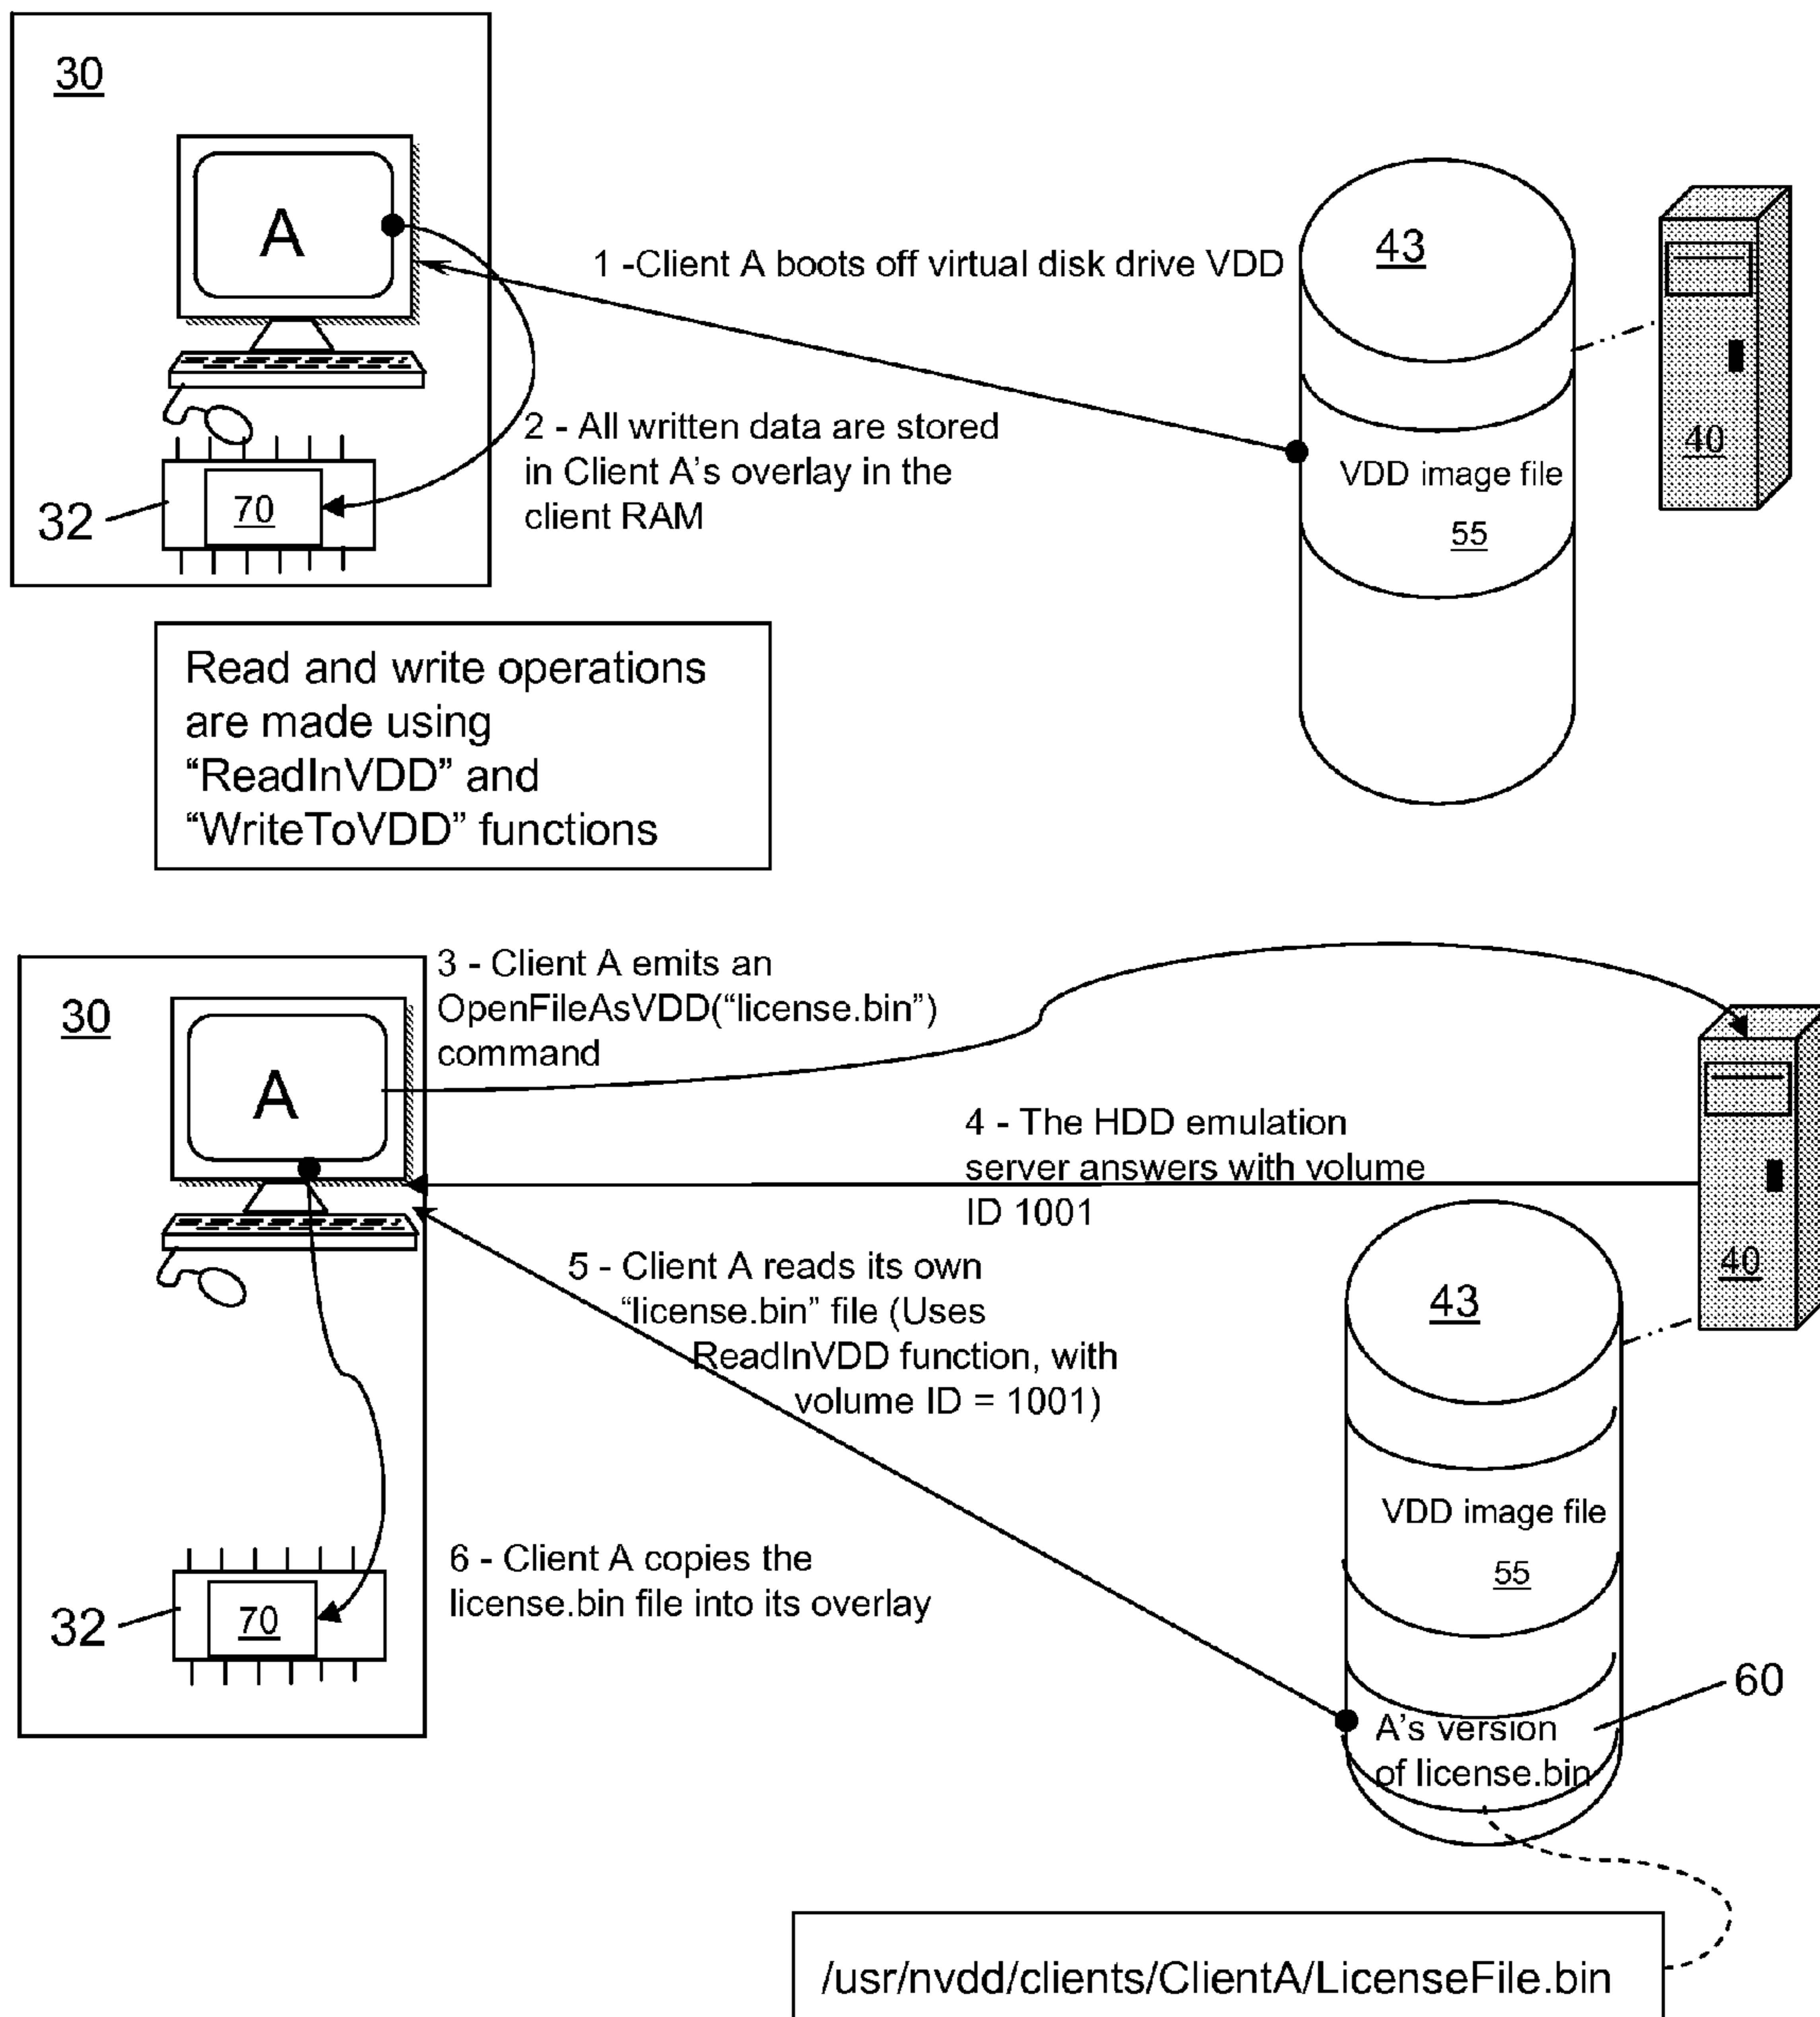 30
A
1 -Client A boots off virtual disk drive VDD
43
40
2 - All written data are stored
in Client A's overlay in the
client RAM
VDD image file
55
32
70
Read and write operations
are made using
“ReadInVDD” and
“WriteToVDD” functions
30
A
3 - Client A emits an
OpenFileAsVDD(“license.bin”)
command
4 - The HDD emulation
server answers with volume
ID 1001
40
5 - Client A reads its own
“license.bin” file (Uses
ReadInVDD function, with
volume ID = 1001)
43
VDD image file
55
6 - Client A copies the
license.bin file into its overlay
32
70
60
A's version
of license.bin
/usr/nvdd/clients/ClientA/LicenseFile.bin